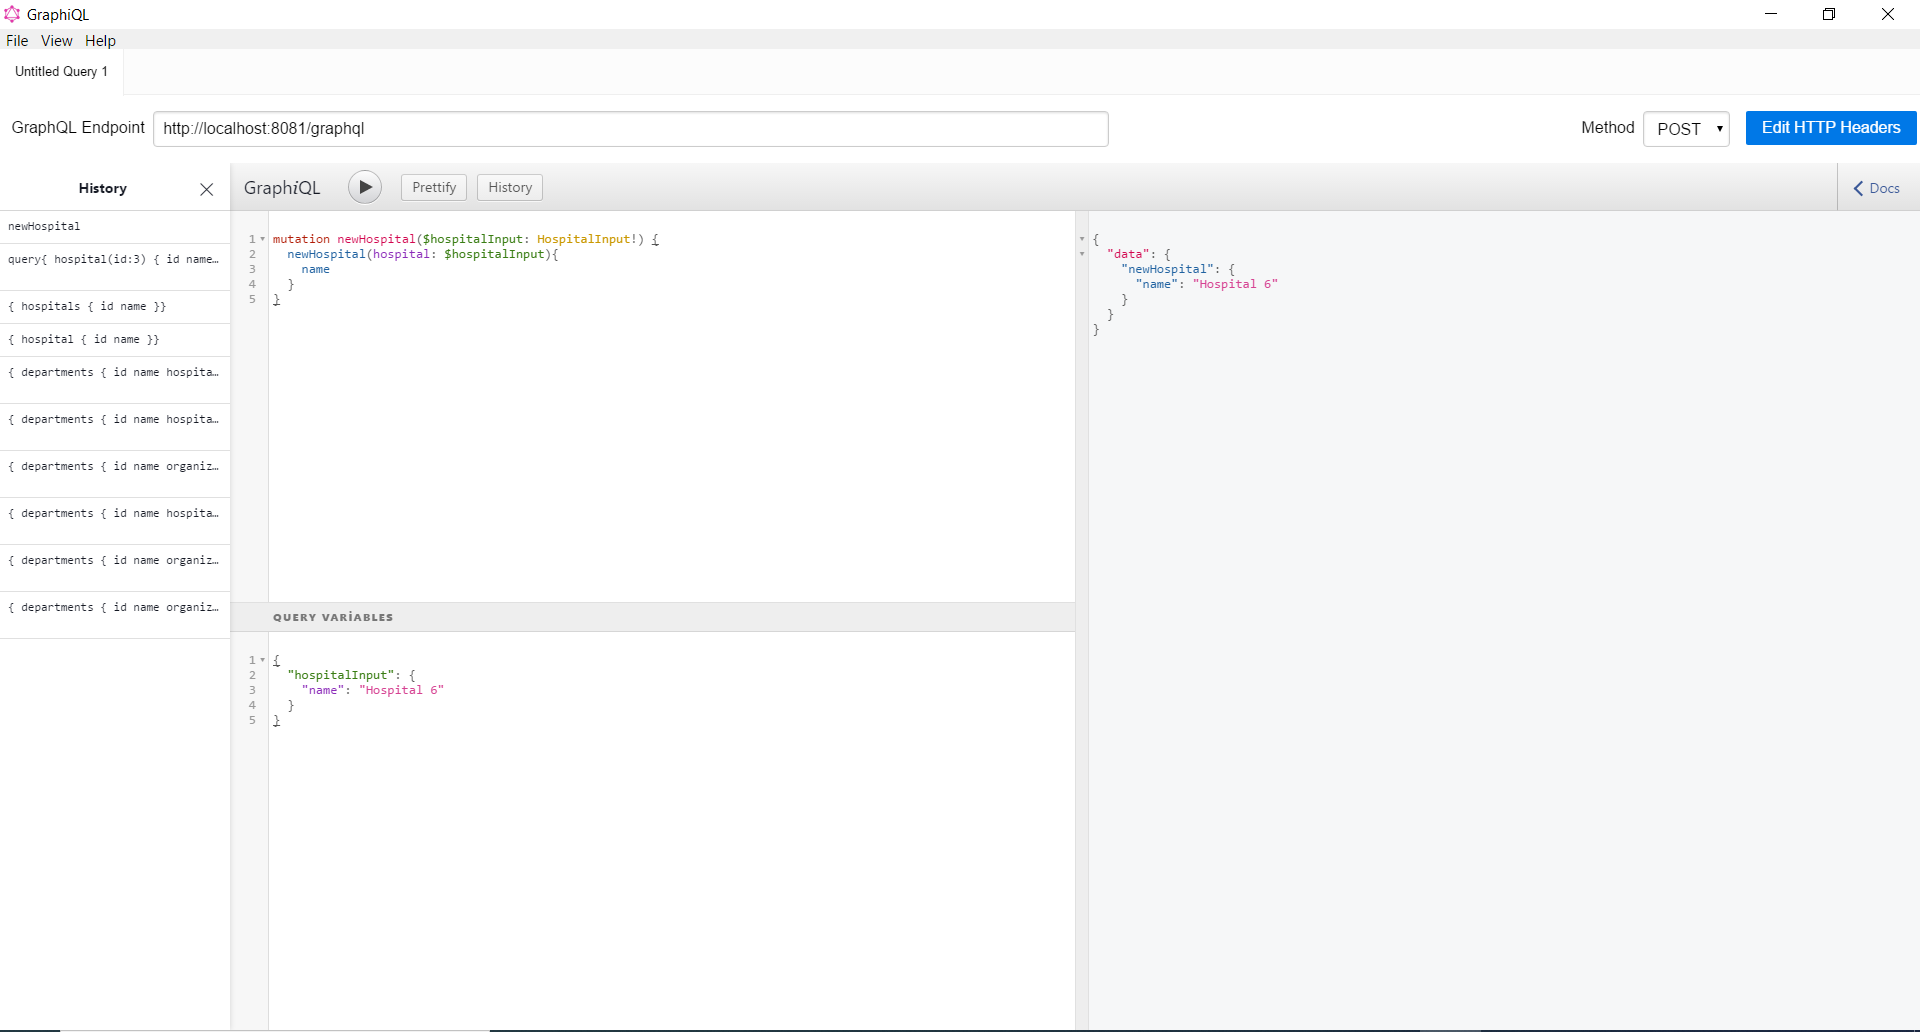 GraphiQL
File View Help
Untitled Query 1
GraphQL Endpoint http://localhost:8081/graphql Method POST Edit HTTP Headers
History
GraphiQL Prettify History Docs
newHospital
query{ hospital(id:3) { id name…
{ hospitals { id name }}
{ hospital { id name }}
{ departments { id name hospita…
{ departments { id name hospita…
{ departments { id name organiz…
{ departments { id name hospita…
{ departments { id name organiz…
{ departments { id name organiz…
1 mutation newHospital($hospitalInput: HospitalInput!) {
2 newHospital(hospital: $hospitalInput){
3 name
4 }
5 }
QUERY VARİABLES
1 {
2 "hospitalInput": {
3 "name": "Hospital 6"
4 }
5 }
{
"data": {
"newHospital": {
"name": "Hospital 6"
}
}
}